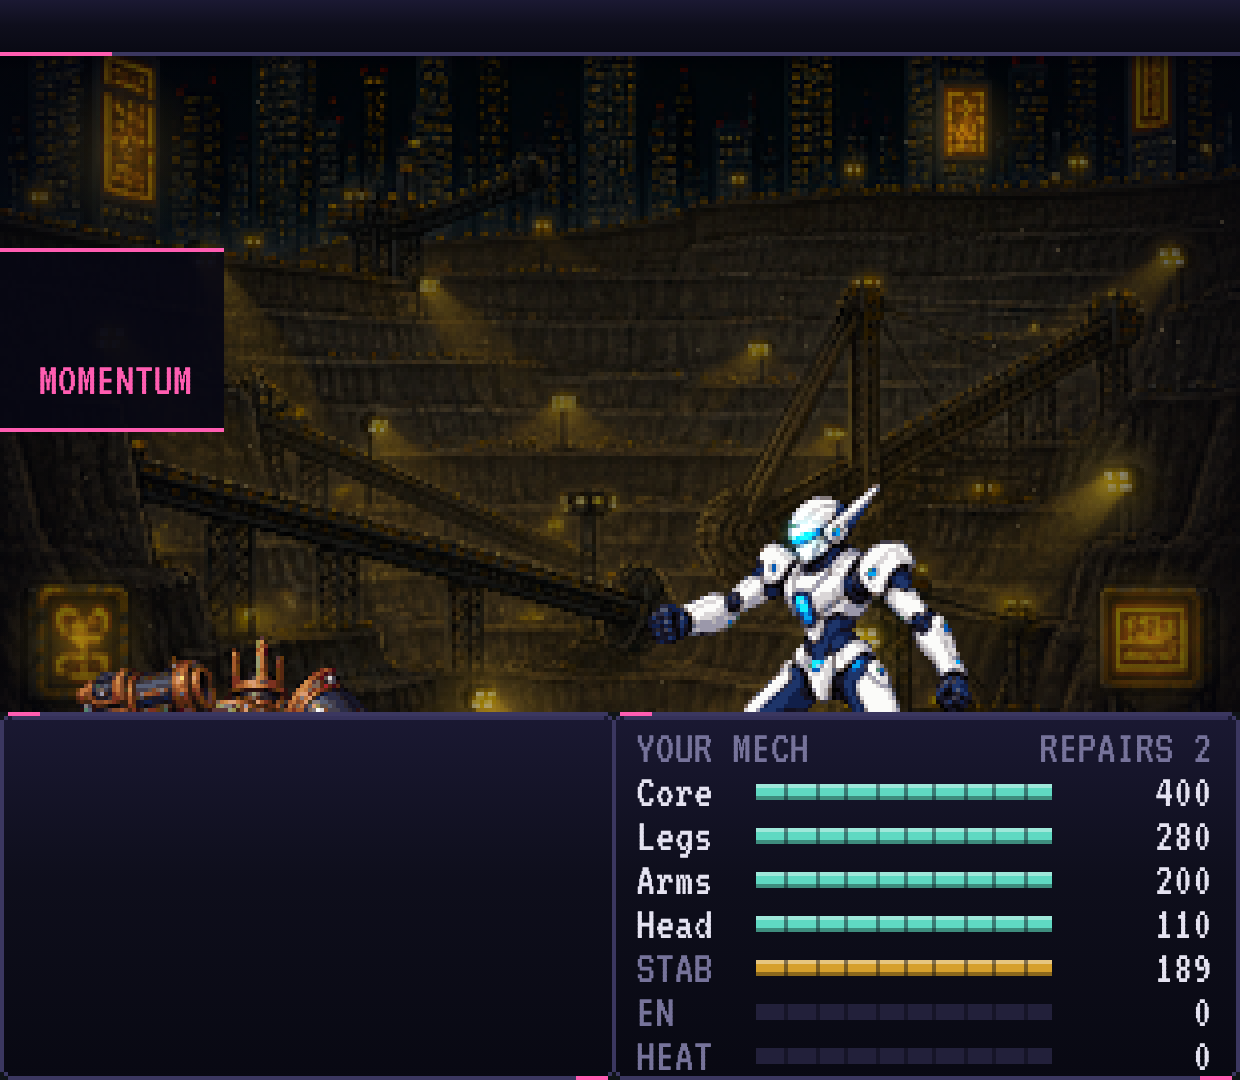 MOMENTUM
YOUR MECH REPAIRS 2
Core 400
Legs 280
Arms 200
Head 110
STAB 189
EN 0
HEAT 0